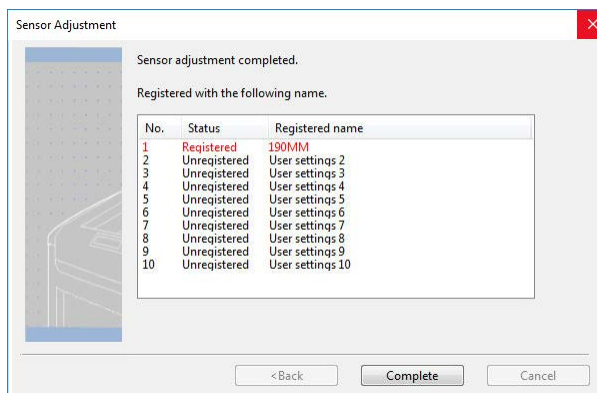 Sensor Adjustment
Sensor adjustment completed.
Registered with the following name.
No. Status Registered name
1 Registered 190MM
2 Unregistered User settings 2
3 Unregistered User settings 3
4 Unregistered User settings 4
5 Unregistered User settings 5
6 Unregistered User settings 6
7 Unregistered User settings 7
8 Unregistered User settings 8
9 Unregistered User settings 9
10 Unregistered User settings 10
<Back Complete Cancel